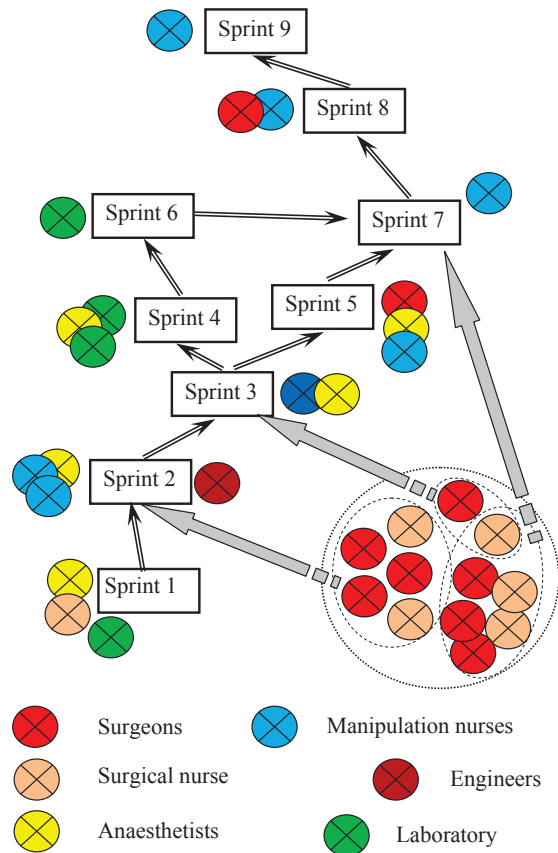 Sprint 9
Sprint 8
Sprint 6
Sprint 7
Sprint 5
Sprint 4
Sprint 3
Sprint 2
Sprint 1
Surgeons
Manipulation nurses
Surgical nurse
Engineers
Anaesthetists
Laboratory